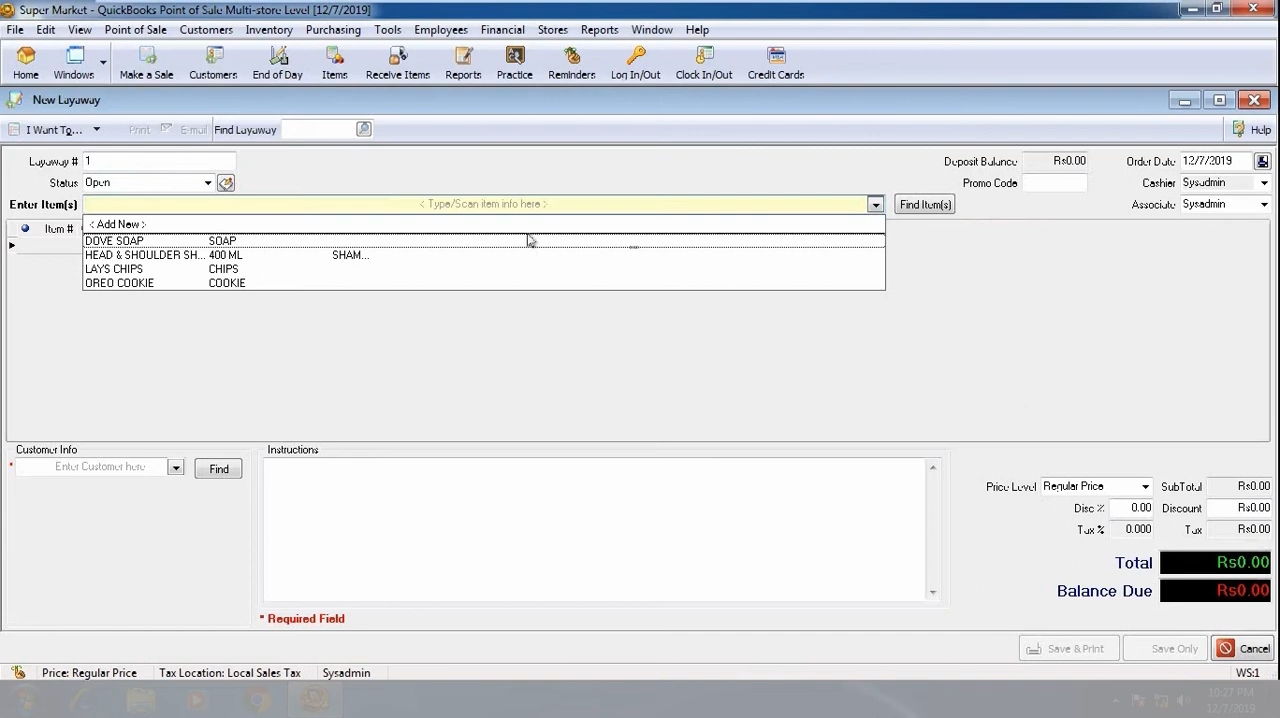 Super Market - QuickBooks Point of Sale Multi-store Level [12/7/2019]
File Edit View Point of Sale Customers Inventory Purchasing Tools Employees Financial Stores Reports Window Help
Home Windows Make a Sale Customers End of Day Items Receive Items Reports Practice Reminders Log In/Out Clock In/Out Credit Cards
New Layaway
I Want To... Print E-mail Find Layaway Help
Layaway # 1 Deposit Balance Rs0.00 Order Date 12/7/2019
Status Open Promo Code Cashier Sysadmin
Enter Item(s) < Type/Scan item info here > Find Item(s) Associate Sysadmin
Item # < Add New >
DOVE SOAP SOAP
HEAD & SHOULDER SH... 400 ML SHAM...
LAYS CHIPS CHIPS
OREO COOKIE COOKIE
Customer Info Instructions
* Enter Customer here Find
Price Level Regular Price SubTotal Rs0.00
Disc % 0.00 Discount Rs0.00
Tax % 0.000 Tax Rs0.00
Total Rs0.00
Balance Due Rs0.00
* Required Field
Save & Print Save Only Cancel
Price: Regular Price Tax Location: Local Sales Tax Sysadmin WS:1
10:27 PM
12/7/2019